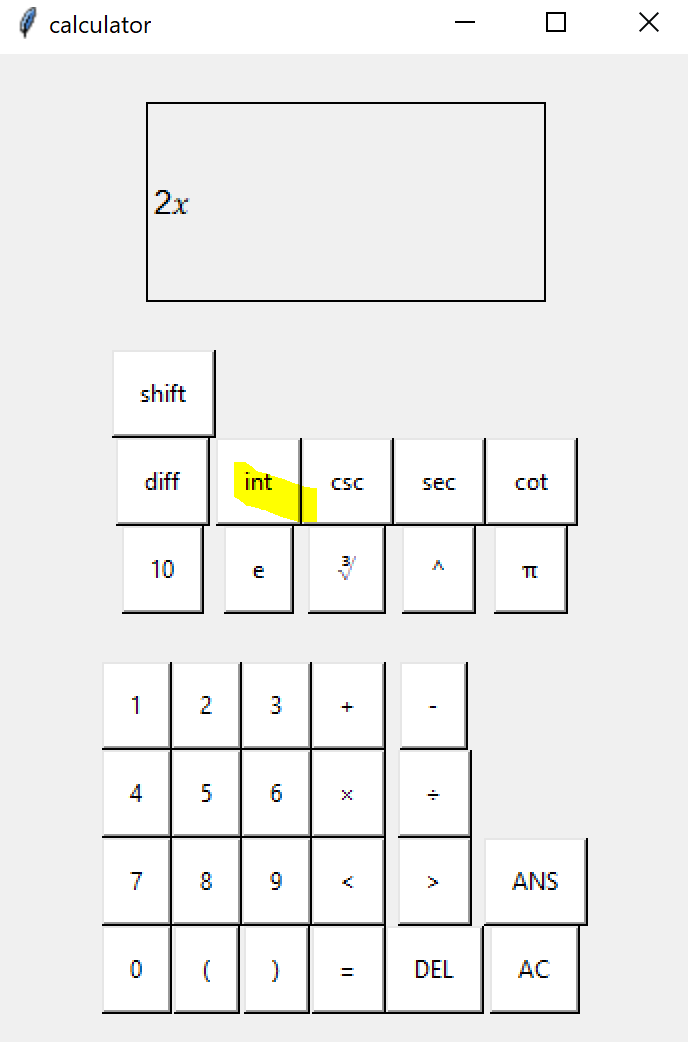 calculator
2x
shift
diff int csc sec cot
10 e ∛ ^ π
1 2 3 + -
4 5 6 × ÷
7 8 9 < > ANS
0 ( ) = DEL AC